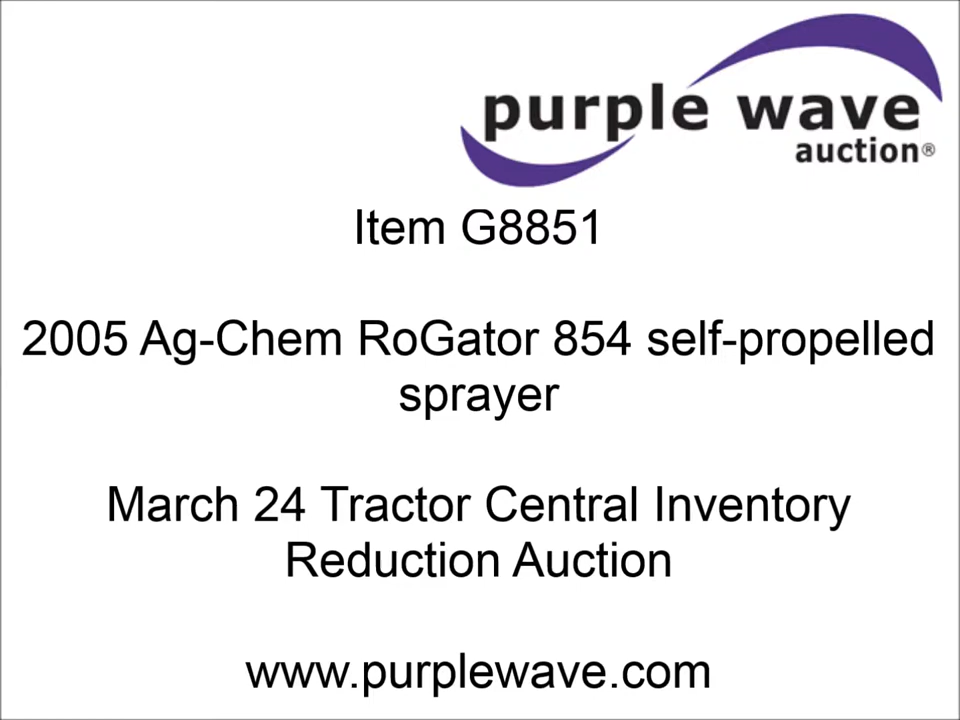 purple wave
auction®
Item G8851
2005 Ag-Chem RoGator 854 self-propelled
sprayer
March 24 Tractor Central Inventory
Reduction Auction
www.purplewave.com